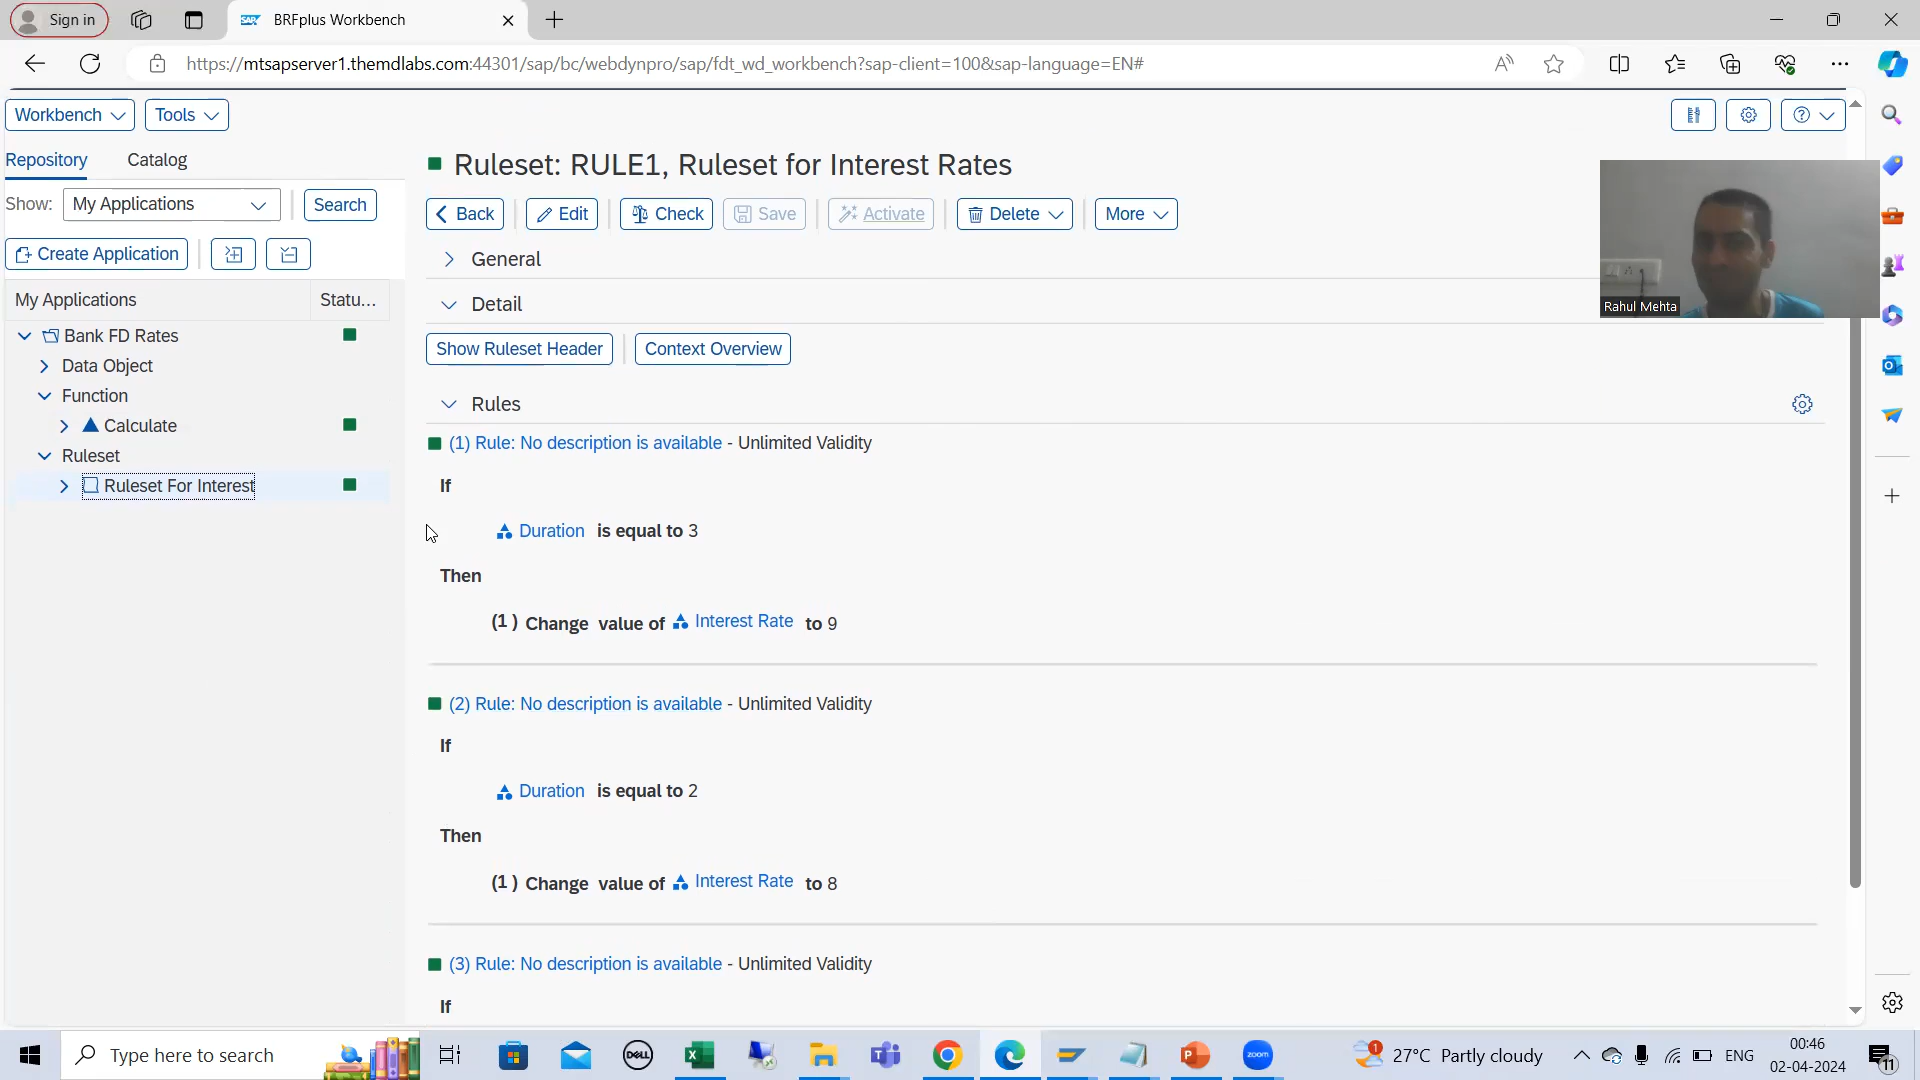 Sign in
SAP BRFplus Workbench
https://mtsapserver1.themdlabs.com:44301/sap/bc/webdynpro/sap/fdt_wd_workbench?sap-client=100&sap-language=EN#
Workbench Tools
Repository Catalog
Show: My Applications Search
Create Application
My Applications Statu...
Bank FD Rates
Data Object
Function
Calculate
Ruleset
Ruleset For Interest
Ruleset: RULE1, Ruleset for Interest Rates
Back Edit Check Save Activate Delete More
General
Detail
Show Ruleset Header Context Overview
Rules
(1) Rule: No description is available - Unlimited Validity
If
Duration is equal to 3
Then
(1 ) Change value of Interest Rate to 9
(2) Rule: No description is available - Unlimited Validity
If
Duration is equal to 2
Then
(1 ) Change value of Interest Rate to 8
(3) Rule: No description is available - Unlimited Validity
If
Rahul Mehta
Type here to search
DELL
zoom
1
27°C Partly cloudy
ENG
00:46
02-04-2024
11